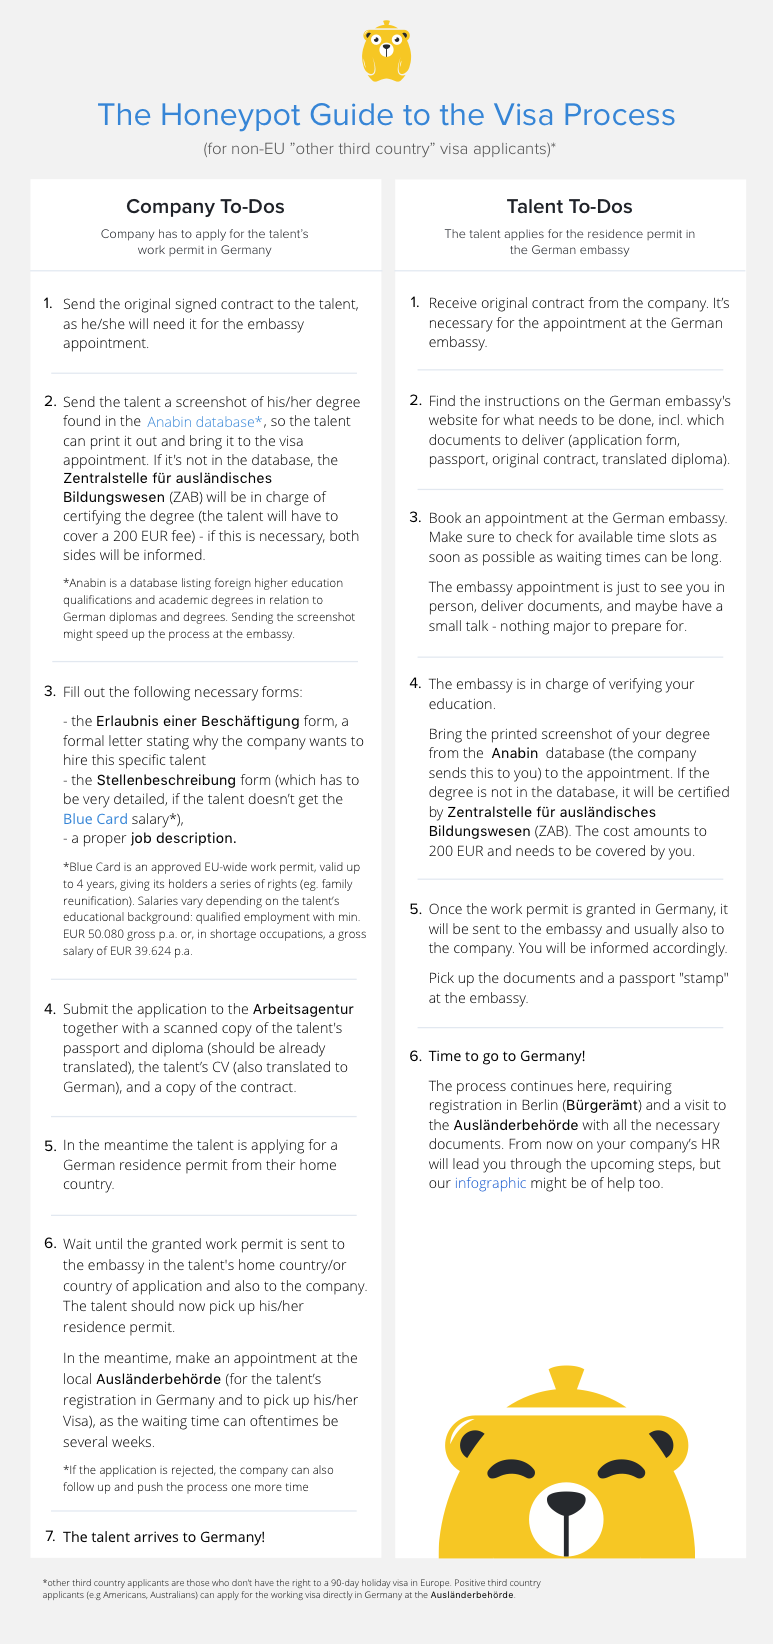 The Honeypot Guide to the Visa Process
(for non-EU ”other third country” visa applicants)*
Company To-Dos
Company has to apply for the talent’s
work permit in Germany
1. Send the original signed contract to the talent,
as he/she will need it for the embassy
appointment.
2. Send the talent a screenshot of his/her degree
found in the Anabin database*, so the talent
can print it out and bring it to the visa
appointment. If it's not in the database, the
Zentralstelle für ausländisches
Bildungswesen (ZAB) will be in charge of
certifying the degree (the talent will have to
cover a 200 EUR fee) - if this is necessary, both
sides will be informed.
*Anabin is a database listing foreign higher education
qualifications and academic degrees in relation to
German diplomas and degrees. Sending the screenshot
might speed up the process at the embassy.
3. Fill out the following necessary forms:
- the Erlaubnis einer Beschäftigung form, a
formal letter stating why the company wants to
hire this specific talent
- the Stellenbeschreibung form (which has to
be very detailed, if the talent doesn’t get the
Blue Card salary*),
- a proper job description.
*Blue Card is an approved EU-wide work permit, valid up
to 4 years, giving its holders a series of rights (eg. family
reunification). Salaries vary depending on the talent’s
educational background: qualified employment with min.
EUR 50.080 gross p.a. or, in shortage occupations, a gross
salary of EUR 39.624 p.a.
4. Submit the application to the Arbeitsagentur
together with a scanned copy of the talent's
passport and diploma (should be already
translated), the talent’s CV (also translated to
German), and a copy of the contract.
5. In the meantime the talent is applying for a
German residence permit from their home
country.
6. Wait until the granted work permit is sent to
the embassy in the talent's home country/or
country of application and also to the company.
The talent should now pick up his/her
residence permit.
In the meantime, make an appointment at the
local Ausländerbehörde (for the talent’s
registration in Germany and to pick up his/her
Visa), as the waiting time can oftentimes be
several weeks.
*If the application is rejected, the company can also
follow up and push the process one more time
7. The talent arrives to Germany!
Talent To-Dos
The talent applies for the residence permit in
the German embassy
1. Receive original contract from the company. It’s
necessary for the appointment at the German
embassy.
2. Find the instructions on the German embassy's
website for what needs to be done, incl. which
documents to deliver (application form,
passport, original contract, translated diploma).
3. Book an appointment at the German embassy.
Make sure to check for available time slots as
soon as possible as waiting times can be long.
The embassy appointment is just to see you in
person, deliver documents, and maybe have a
small talk - nothing major to prepare for.
4. The embassy is in charge of verifying your
education.
Bring the printed screenshot of your degree
from the Anabin database (the company
sends this to you) to the appointment. If the
degree is not in the database, it will be certified
by Zentralstelle für ausländisches
Bildungswesen (ZAB). The cost amounts to
200 EUR and needs to be covered by you.
5. Once the work permit is granted in Germany, it
will be sent to the embassy and usually also to
the company. You will be informed accordingly.
Pick up the documents and a passport "stamp"
at the embassy.
6. Time to go to Germany!
The process continues here, requiring
registration in Berlin (Bürgerämt) and a visit to
the Ausländerbehörde with all the necessary
documents. From now on your company’s HR
will lead you through the upcoming steps, but
our infographic might be of help too.
*other third country applicants are those who don't have the right to a 90-day holiday visa in Europe. Positive third country
applicants (e.g Americans, Australians) can apply for the working visa directly in Germany at the Ausländerbehörde.